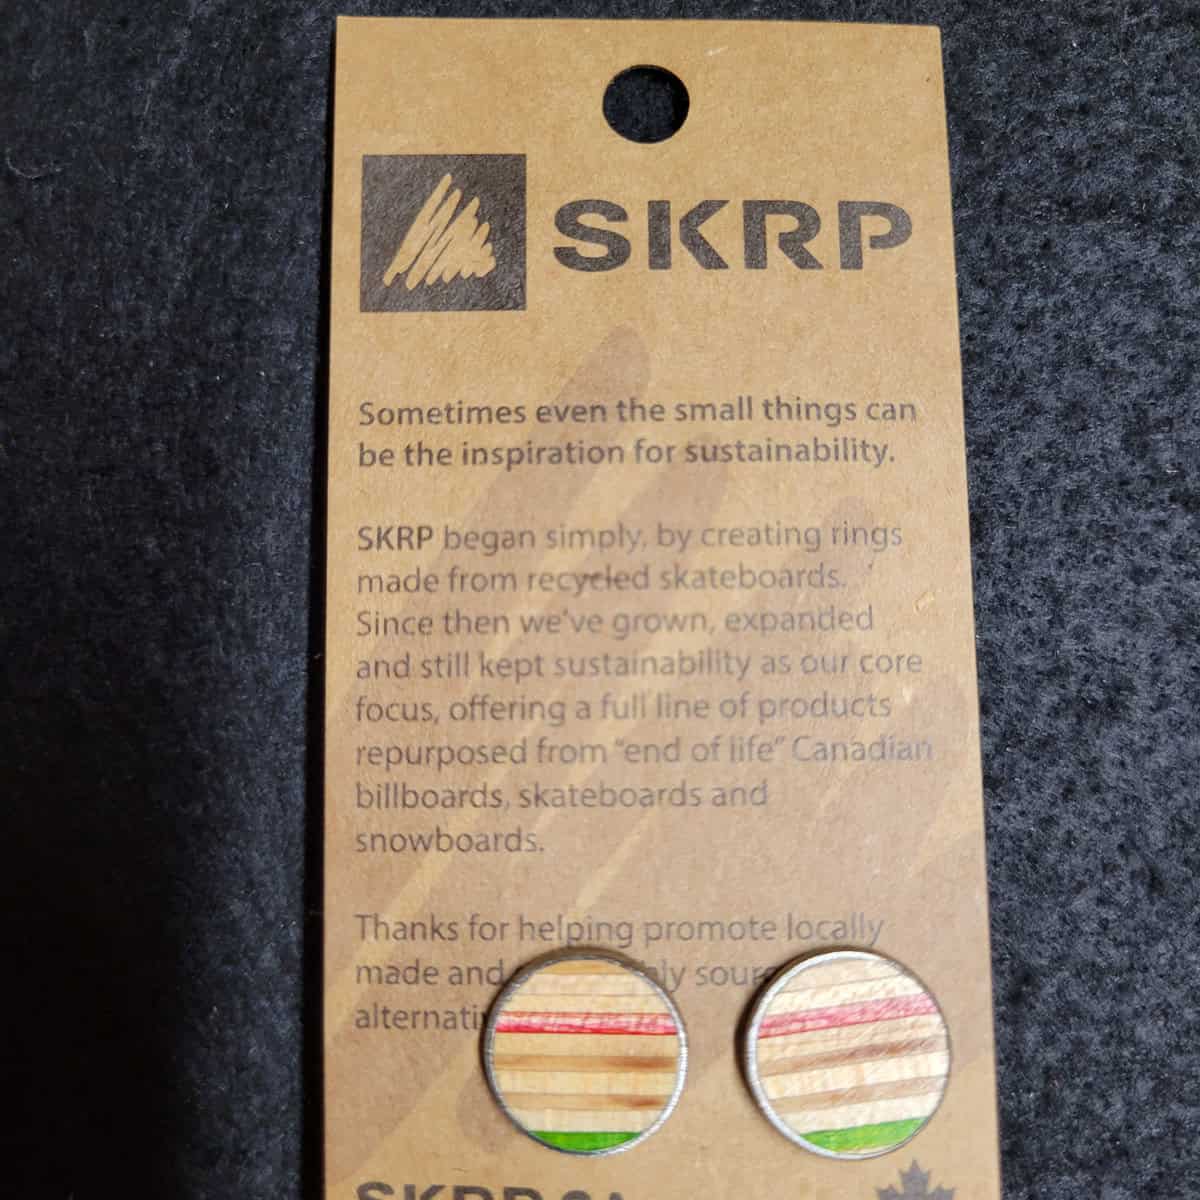 SKRP
Sometimes even the small things can
be the inspiration for sustainability.
SKRP began simply, by creating rings
made from recycled skateboards.
Since then we've grown, expanded
and still kept sustainability as our core
focus, offering a full line of products
repurposed from "end of life" Canadian
billboards, skateboards and
snowboards.
Thanks for helping promote locally
made and